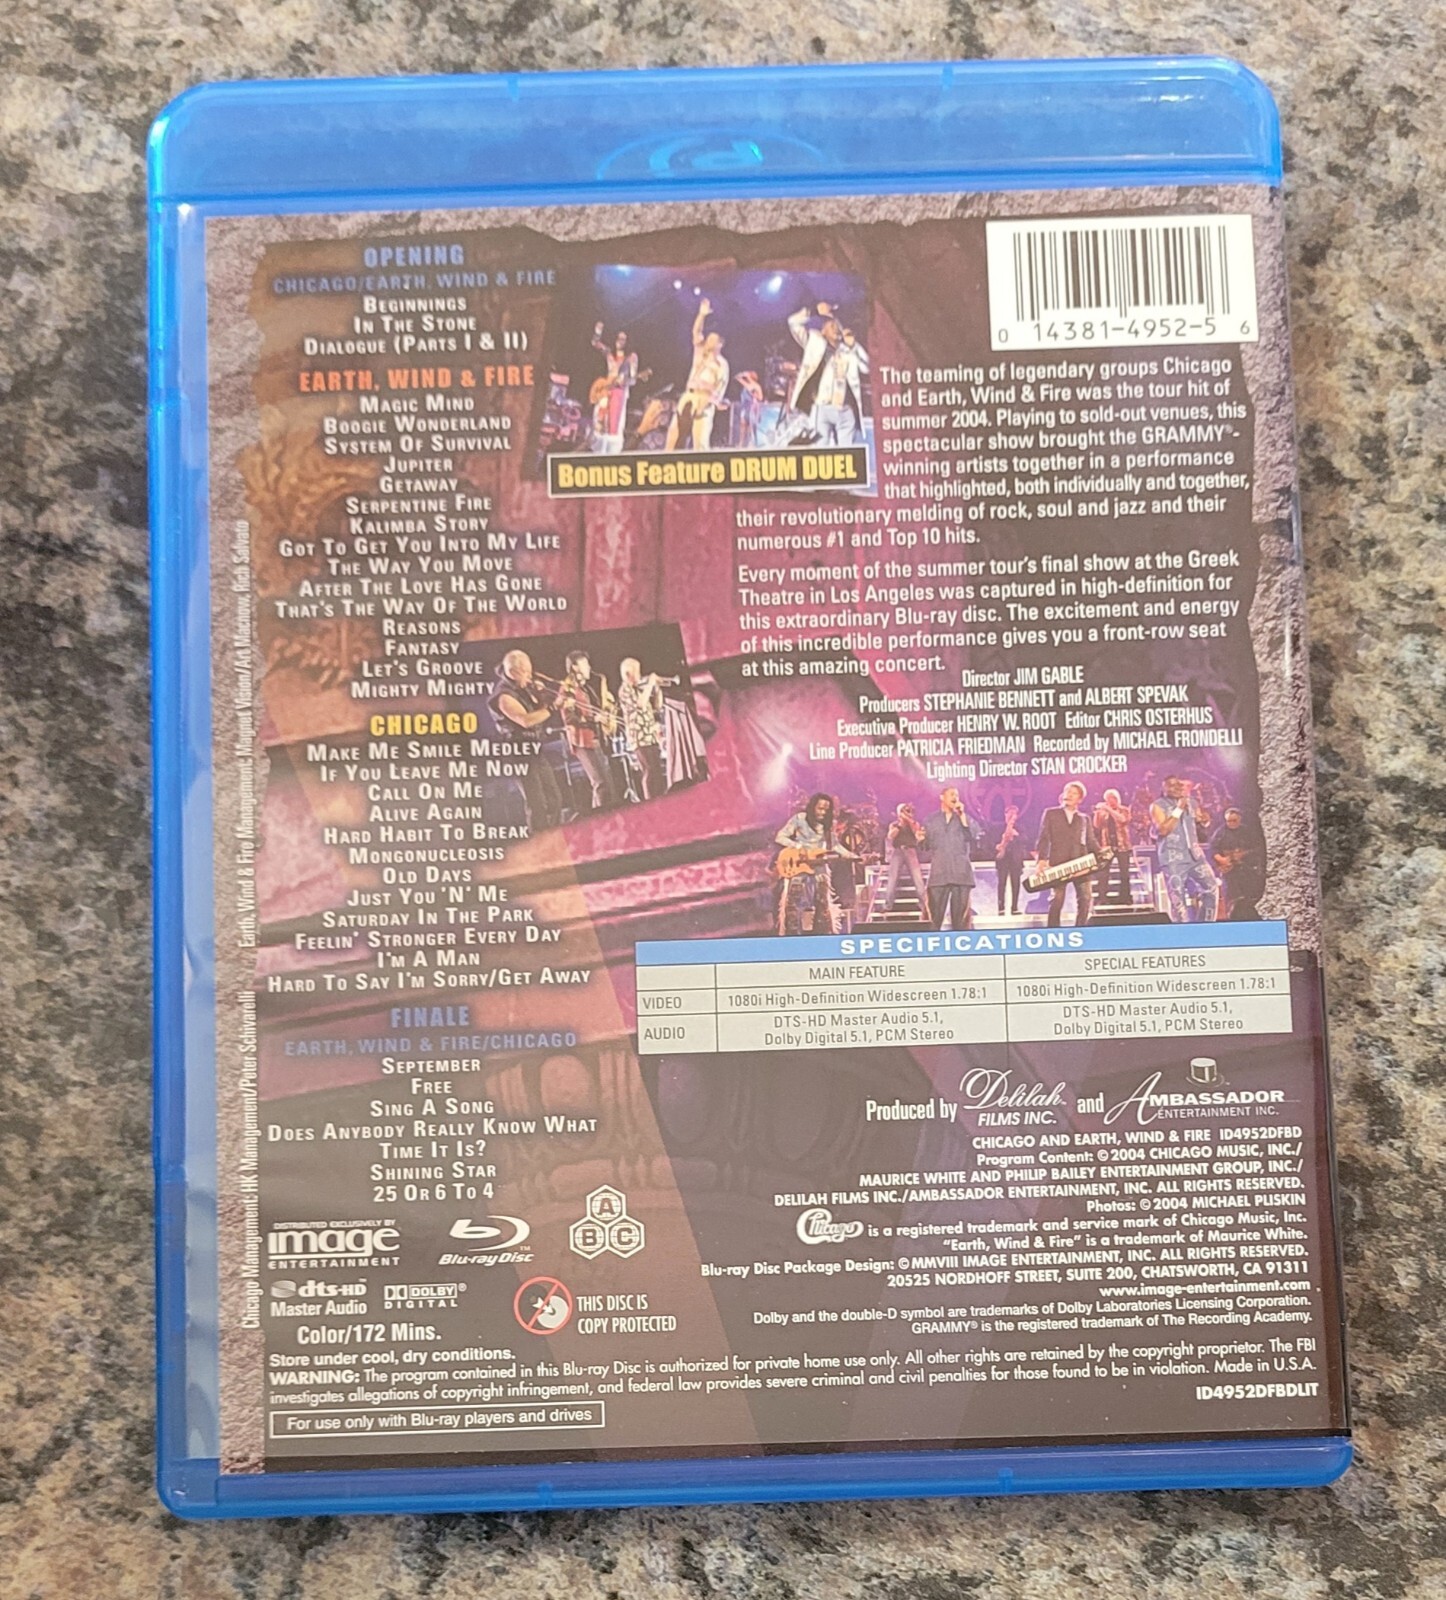 OPENING
CHICAGO/EARTH, WIND & FIRE
BEGINNINGS
IN THE STONE
DIALOGUE (PARTS I & II)
EARTH, WIND & FIRE
MAGIC MIND
BOOGIE WONDERLAND
SYSTEM OF SURVIVAL
JUPITER
GETAWAY
SERPENTINE FIRE
KALIMBA STORY
GOT TO GET YOU INTO MY LIFE
THE WAY YOU MOVE
AFTER THE LOVE HAS GONE
THAT'S THE WAY OF THE WORLD
REASONS
FANTASY
LET'S GROOVE
MIGHTY MIGHTY
CHICAGO
MAKE ME SMILE MEDLEY
IF YOU LEAVE ME NOW
CALL ON ME
ALIVE AGAIN
HARD HABIT TO BREAK
MONGONUCLEOSIS
OLD DAYS
JUST YOU 'N' ME
SATURDAY IN THE PARK
FEELIN' STRONGER EVERY DAY
I'M A MAN
HARD TO SAY I'M SORRY/GET AWAY
FINALE
EARTH, WIND & FIRE/CHICAGO
SEPTEMBER
FREE
SING A SONG
DOES ANYBODY REALLY KNOW WHAT
TIME IT IS?
SHINING STAR
25 OR 6 TO 4
Chicago Management: HK Management/Peter Schivarelli Earth, Wind & Fire Management: Magnet Vision/Art Macnow, Rich Salvato
Bonus Feature DRUM DUEL
0 14381-4952-5 6
The teaming of legendary groups Chicago
and Earth, Wind & Fire was the tour hit of
summer 2004. Playing to sold-out venues, this
spectacular show brought the GRAMMY®-
winning artists together in a performance
that highlighted, both individually and together,
their revolutionary melding of rock, soul and jazz and their
numerous #1 and Top 10 hits.
Every moment of the summer tour's final show at the Greek
Theatre in Los Angeles was captured in high-definition for
this extraordinary Blu-ray disc. The excitement and energy
of this incredible performance gives you a front-row seat
at this amazing concert.
Director JIM GABLE
Producers STEPHANIE BENNETT and ALBERT SPEVAK
Executive Producer HENRY W. ROOT Editor CHRIS OSTERHUS
Line Producer PATRICIA FRIEDMAN Recorded by MICHAEL FRONDELLI
Lighting Director STAN CROCKER
SPECIFICATIONS
MAIN FEATURE SPECIAL FEATURES
VIDEO 1080i High-Definition Widescreen 1.78:1 1080i High-Definition Widescreen 1.78:1
AUDIO DTS-HD Master Audio 5.1, Dolby Digital 5.1, PCM Stereo DTS-HD Master Audio 5.1, Dolby Digital 5.1, PCM Stereo
Produced by Delilah FILMS INC. and AMBASSADOR ENTERTAINMENT INC.
CHICAGO AND EARTH, WIND & FIRE ID4952DFBD
Program Content: © 2004 CHICAGO MUSIC, INC./
MAURICE WHITE AND PHILIP BAILEY ENTERTAINMENT GROUP, INC./
DELILAH FILMS INC./AMBASSADOR ENTERTAINMENT, INC. ALL RIGHTS RESERVED.
Photos: © 2004 MICHAEL PLISKIN
Chicago is a registered trademark and service mark of Chicago Music, Inc.
"Earth, Wind & Fire" is a trademark of Maurice White.
Blu-ray Disc Package Design: © MMVIII IMAGE ENTERTAINMENT, INC. ALL RIGHTS RESERVED.
20525 NORDHOFF STREET, SUITE 200, CHATSWORTH, CA 91311
www.image-entertainment.com
Dolby and the double-D symbol are trademarks of Dolby Laboratories Licensing Corporation.
GRAMMY® is the registered trademark of The Recording Academy.
DISTRIBUTED EXCLUSIVELY BY
image
ENTERTAINMENT
Blu-ray Disc
A
B C
dts-HD
Master Audio
DOLBY®
DIGITAL
THIS DISC IS
COPY PROTECTED
Color/172 Mins.
Store under cool, dry conditions.
WARNING: The program contained in this Blu-ray Disc is authorized for private home use only. All other rights are retained by the copyright proprietor. The FBI
investigates allegations of copyright infringement, and federal law provides severe criminal and civil penalties for those found to be in violation. Made in U.S.A.
ID4952DFBDLIT
For use only with Blu-ray players and drives